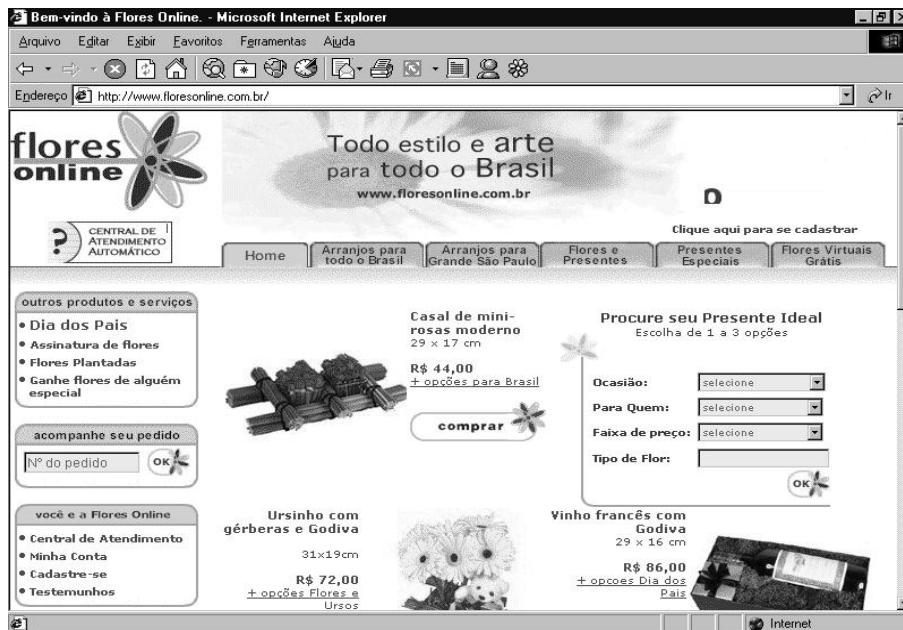 Bem-vindo à Flores Online. - Microsoft Internet Explorer
Arquivo Editar Exibir Favoritos Ferramentas Ajuda
Endereço http://www.floresonline.com.br/ Ir
flores
online
Todo estilo e arte
para todo o Brasil
www.floresonline.com.br
D
Clique aqui para se cadastrar
?
CENTRAL DE
ATENDIMENTO
AUTOMÁTICO
Home
Arranjos para
todo o Brasil
Arranjos para
Grande São Paulo
Flores e
Presentes
Presentes
Especiais
Flores Virtuais
Grátis
outros produtos e serviços
Dia dos Pais
Assinatura de flores
Flores Plantadas
Ganhe flores de alguém
especial
acompanhe seu pedido
Nº do pedido OK
você e a Flores Online
Central de Atendimento
Minha Conta
Cadastre-se
Testemunhos
Casal de mini-
rosas moderno
29 x 17 cm
R$ 44,00
+ opções para Brasil
comprar
Procure seu Presente Ideal
Escolha de 1 a 3 opções
Ocasião: selecione
Para Quem: selecione
Faixa de preço: selecione
Tipo de Flor:
OK
Ursinho com
gérberas e Godiva
31x19cm
R$ 72,00
+ opções Flores e
Ursos
Vinho francês com
Godiva
29 x 16 cm
R$ 86,00
+ opcoes Dia dos
Pais
Internet